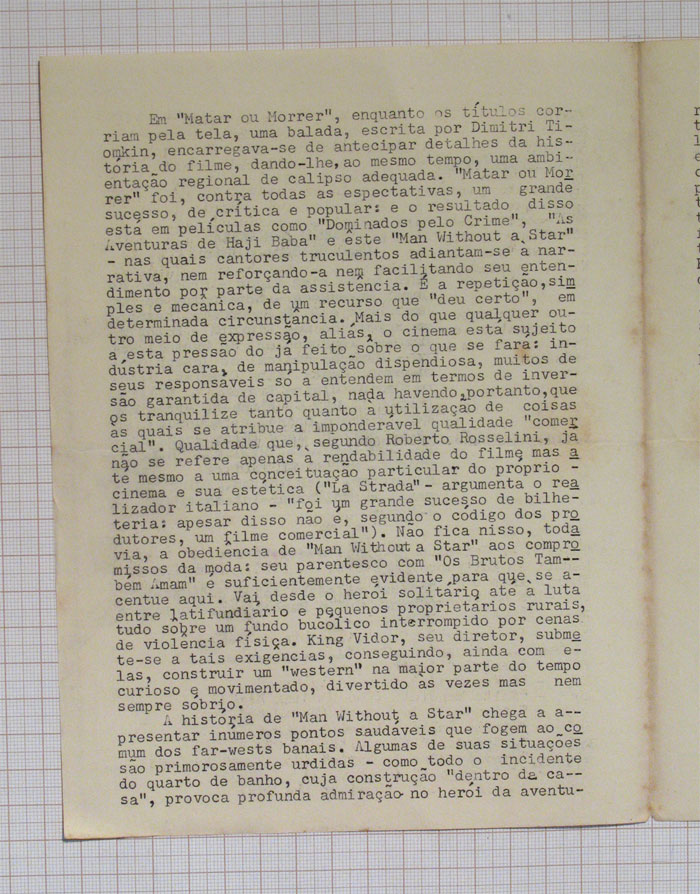 Em "Matar ou Morrer", enquanto os títulos cor-
riam pela tela, uma balada, escrita por Dimitri Ti-
omkin, encarregava-se de antecipar detalhes da his-
tória do filme, dando-lhe, ao mesmo tempo, uma ambi-
entação regional de calipso adequada. "Matar ou Mor
rer" foi, contra todas as espectativas, um grande
sucesso, de crítica e popular: e o resultado disso
está em películas como "Dominados pelo Crime", "As
Aventuras de Haji Baba" e êste "Man Without a Star"
- nas quais cantores truculentos adiantam-se à nar-
rativa, nem reforçando-a nem facilitando seu enten-
dimento por parte da assistência. É a repetição, sim
ples e mecânica, de um recurso que "deu certo", em
determinada circunstância. Mais do que qualquer ou-
tro meio de expressão, aliás, o cinema está sujeito
a esta pressão do já feito sôbre o que se fará: in-
dústria cara, de manipulação dispendiosa, muitos de
seus responsáveis só a entendem em termos de inver-
são garantida de capital, nada havendo, portanto, que
os tranquilize tanto quanto a utilização de coisas
às quais se atribue a imponderável qualidade "comer
cial". Qualidade que, segundo Roberto Rosselini, já
não se refere apenas à rendabilidade do filme mas a
té mesmo a uma conceituação particular do próprio -
cinema e sua estética ("La Strada" - argumenta o rea
lizador italiano - "foi um grande sucesso de bilhe-
teria: apesar disso não é, segundo o código dos pro
dutores, um filme comercial"). Não fica nisso, toda
via, a obediência de "Man Without a Star" aos compro
missos da moda: seu parentesco com "Os Brutos Tam--
bém Amam" é suficientemente evidente para que se a-
centue aqui. Vai desde o herói solitário até a luta
entre latifundiário e pequenos proprietários rurais,
tudo sôbre um fundo bucólico interrompido por cenas
de violência física. King Vidor, seu diretor, subme
te-se a tais exigências, conseguindo, ainda com e-
las, construir um "western" na maior parte do tempo
curioso e movimentado, divertido às vezes mas nem
sempre sóbrio.
A história de "Man Without a Star" chega a a--
presentar inúmeros pontos saudáveis que fogem ao co
mum dos far-wests banais. Algumas de suas situações
são primorosamente urdidas - como todo o incidente
do quarto de banho, cuja construção "dentro da ca--
sa", provoca profunda admiração no herói da aventu-